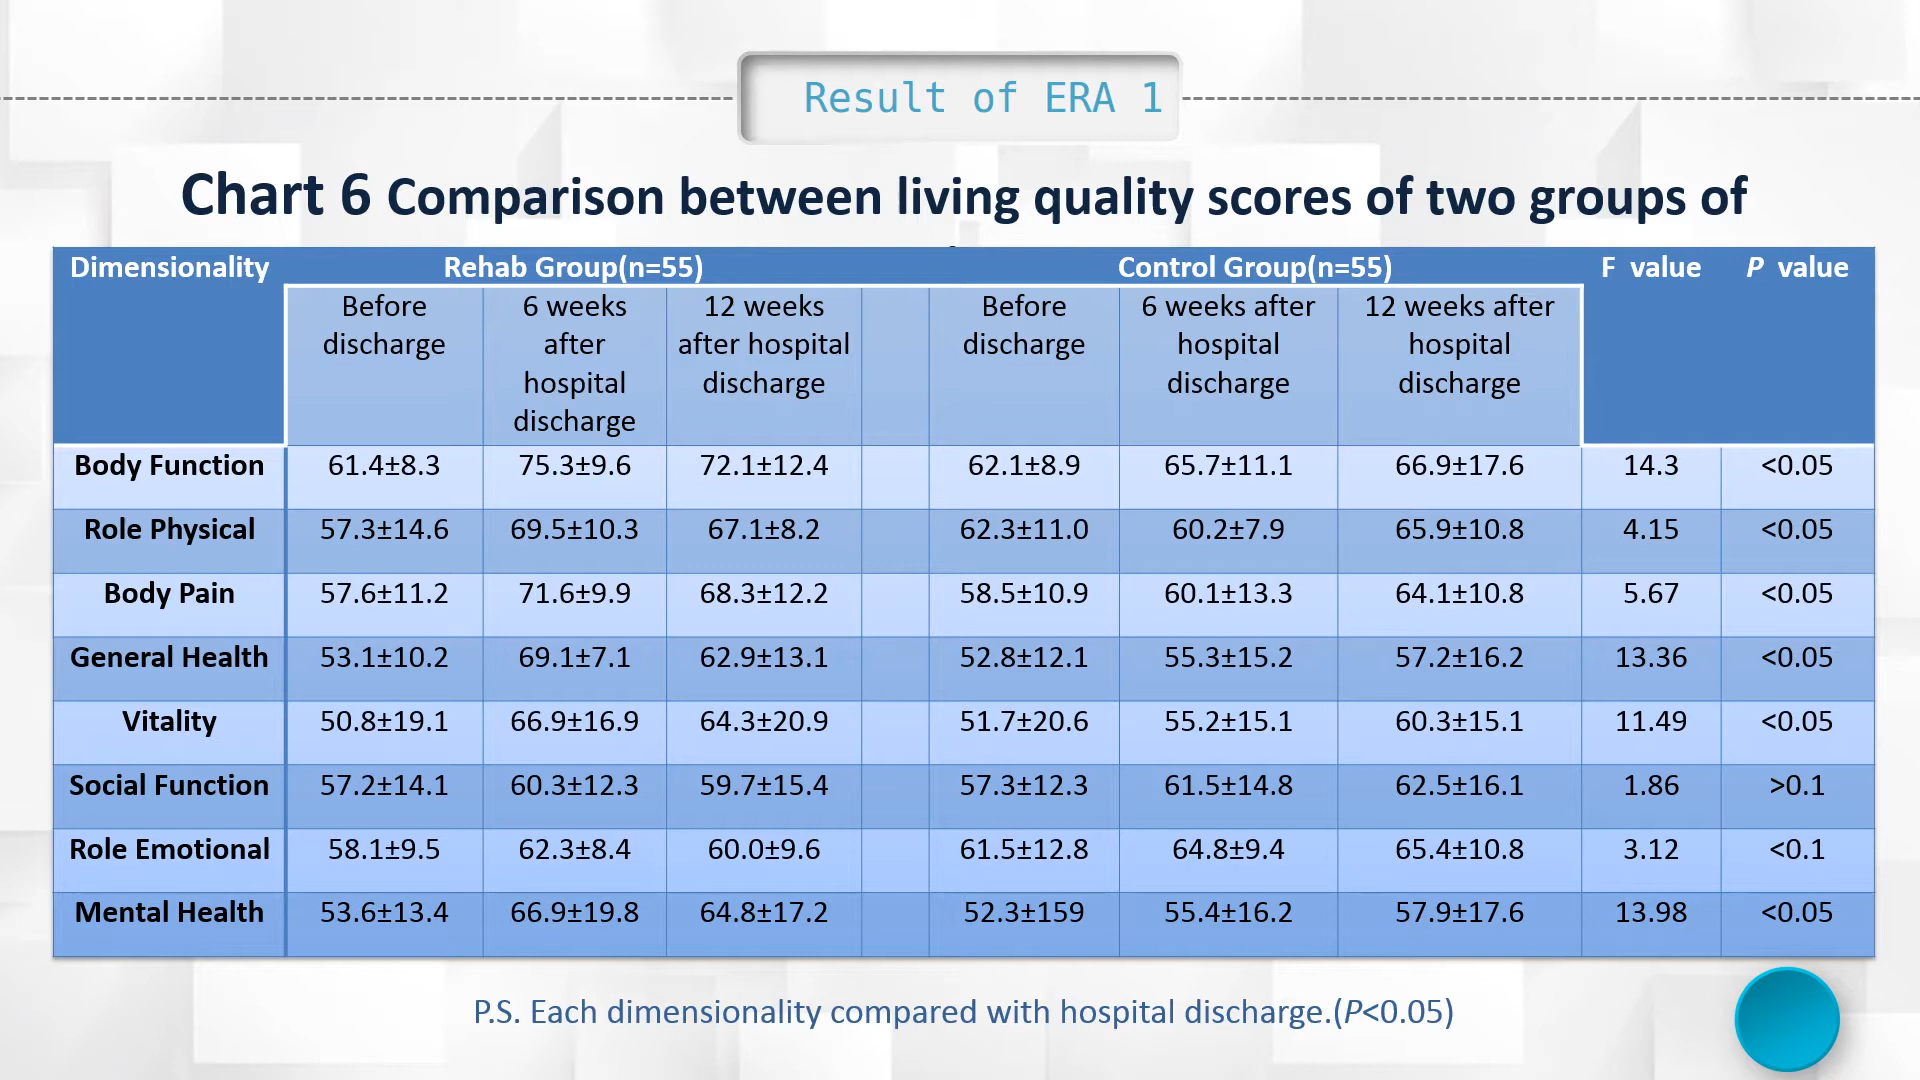 Result of ERA 1
Chart 6 Comparison between living quality scores of two groups of
Dimensionality Rehab Group(n=55) Control Group(n=55) F value P value
Before discharge 6 weeks after hospital discharge 12 weeks after hospital discharge Before discharge 6 weeks after hospital discharge 12 weeks after hospital discharge
Body Function 61.4±8.3 75.3±9.6 72.1±12.4 62.1±8.9 65.7±11.1 66.9±17.6 14.3 <0.05
Role Physical 57.3±14.6 69.5±10.3 67.1±8.2 62.3±11.0 60.2±7.9 65.9±10.8 4.15 <0.05
Body Pain 57.6±11.2 71.6±9.9 68.3±12.2 58.5±10.9 60.1±13.3 64.1±10.8 5.67 <0.05
General Health 53.1±10.2 69.1±7.1 62.9±13.1 52.8±12.1 55.3±15.2 57.2±16.2 13.36 <0.05
Vitality 50.8±19.1 66.9±16.9 64.3±20.9 51.7±20.6 55.2±15.1 60.3±15.1 11.49 <0.05
Social Function 57.2±14.1 60.3±12.3 59.7±15.4 57.3±12.3 61.5±14.8 62.5±16.1 1.86 >0.1
Role Emotional 58.1±9.5 62.3±8.4 60.0±9.6 61.5±12.8 64.8±9.4 65.4±10.8 3.12 <0.1
Mental Health 53.6±13.4 66.9±19.8 64.8±17.2 52.3±159 55.4±16.2 57.9±17.6 13.98 <0.05
P.S. Each dimensionality compared with hospital discharge.(P<0.05)